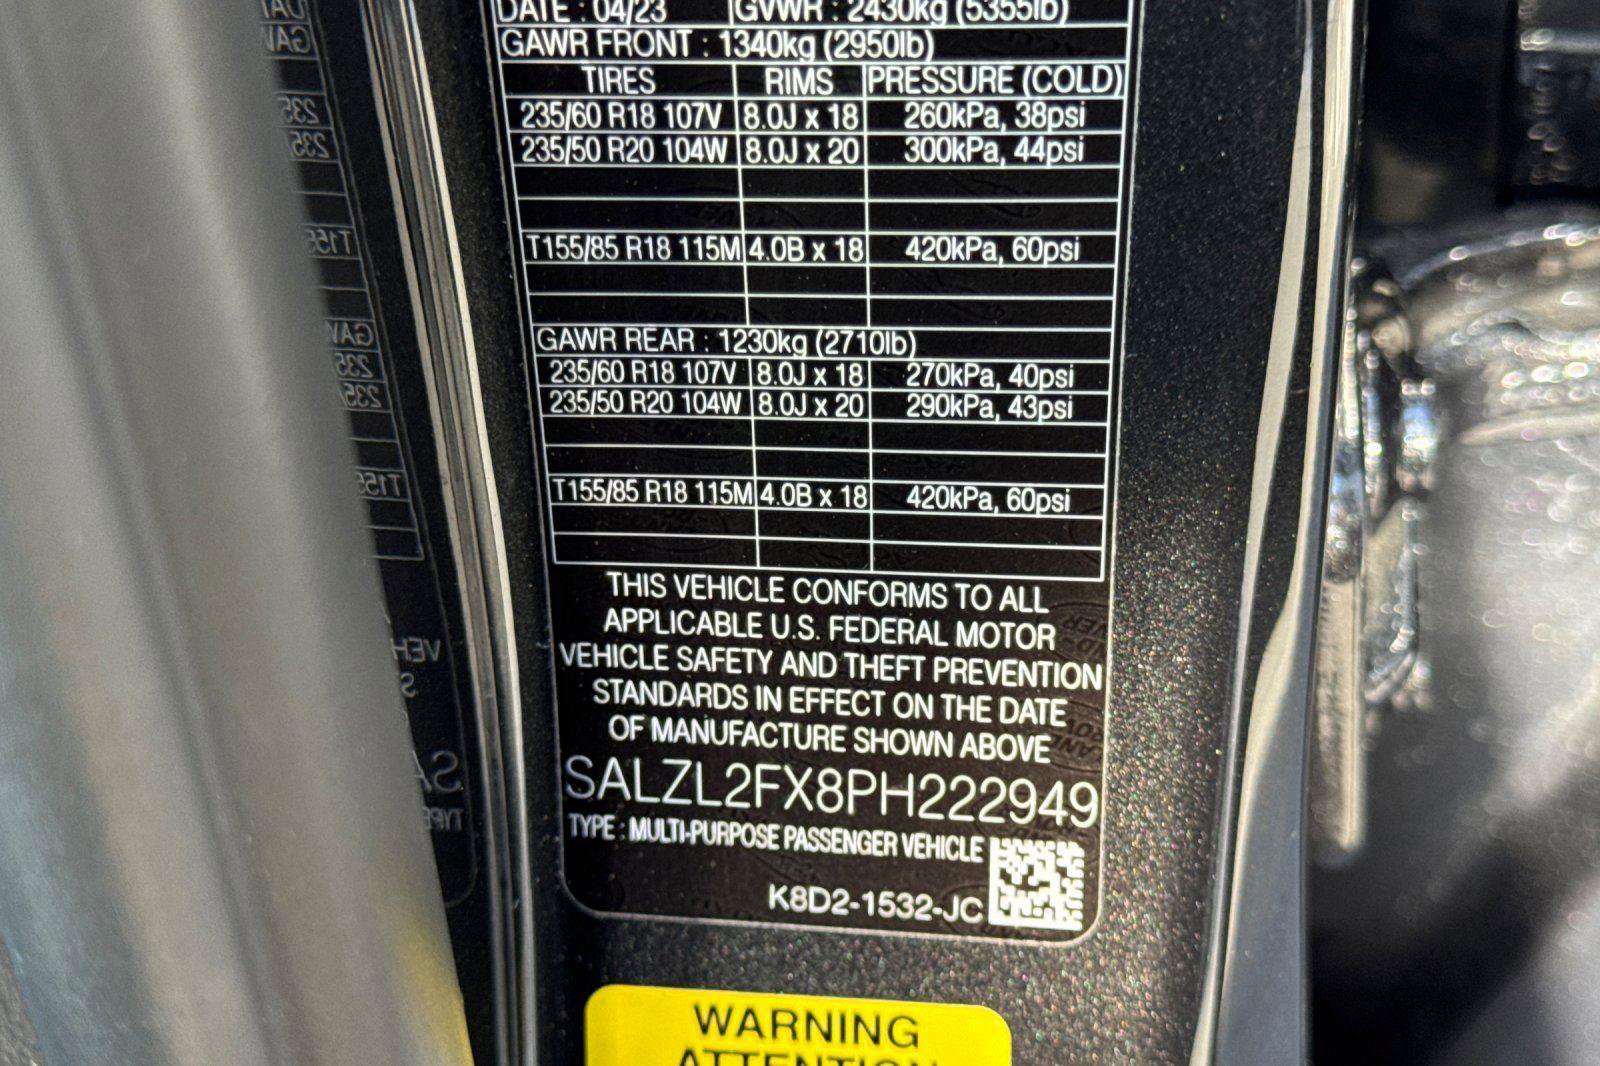 DATE : 04/23 GVWR : 2430kg (5355lb)
GAWR FRONT : 1340kg (2950lb)
TIRES RIMS PRESSURE (COLD)
235/60 R18 107V 8.0J x 18 260kPa, 38psi
235/50 R20 104W 8.0J x 20 300kPa, 44psi
T155/85 R18 115M 4.0B x 18 420kPa, 60psi
GAWR REAR : 1230kg (2710lb)
235/60 R18 107V 8.0J x 18 270kPa, 40psi
235/50 R20 104W 8.0J x 20 290kPa, 43psi
T155/85 R18 115M 4.0B x 18 420kPa, 60psi
THIS VEHICLE CONFORMS TO ALL
APPLICABLE U.S. FEDERAL MOTOR
VEHICLE SAFETY AND THEFT PREVENTION
STANDARDS IN EFFECT ON THE DATE
OF MANUFACTURE SHOWN ABOVE
SALZL2FX8PH222949
TYPE : MULTI-PURPOSE PASSENGER VEHICLE
K8D2-1532-JC
WARNING
ATTENTION